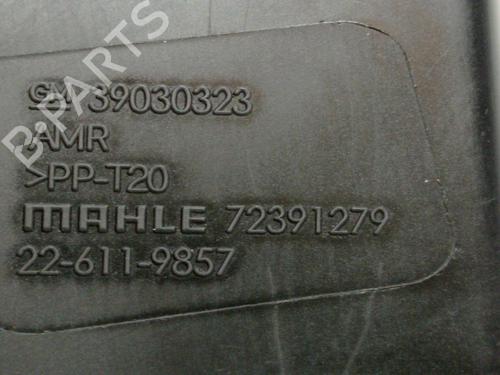 GM 39030323
AMR
>PP-T20
MAHLE 72391279
22-611-9857
B-PARTS